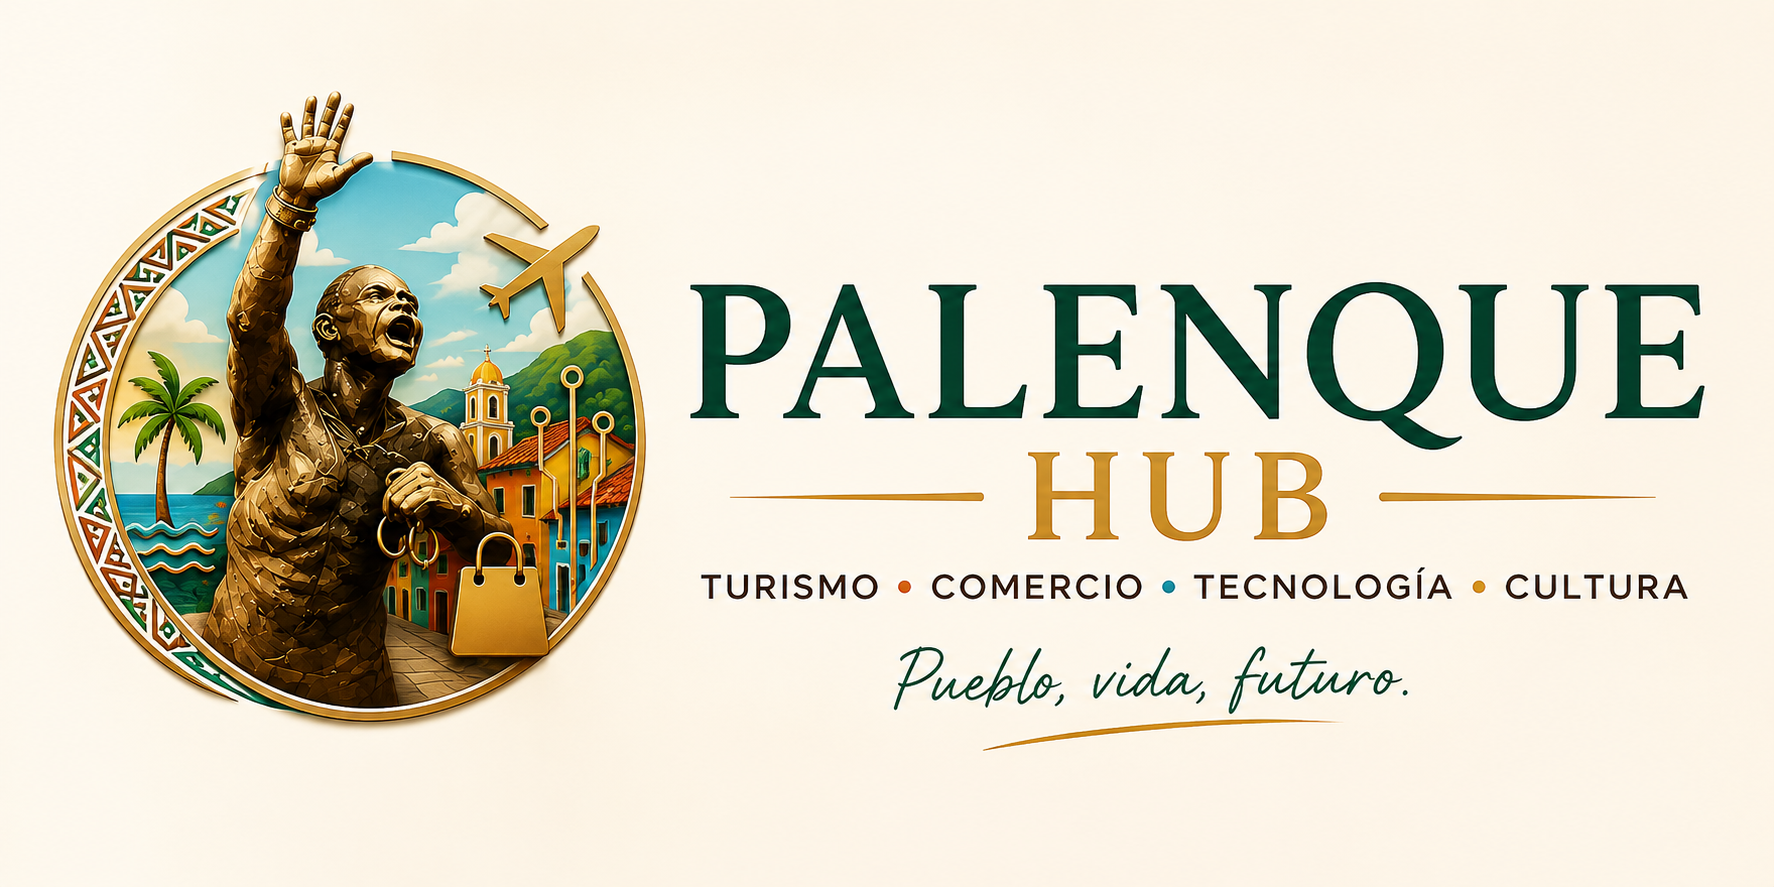 PALENQUE
HUB
TURISMO • COMERCIO • TECNOLOGÍA • CULTURA
Pueblo, vida, futuro.